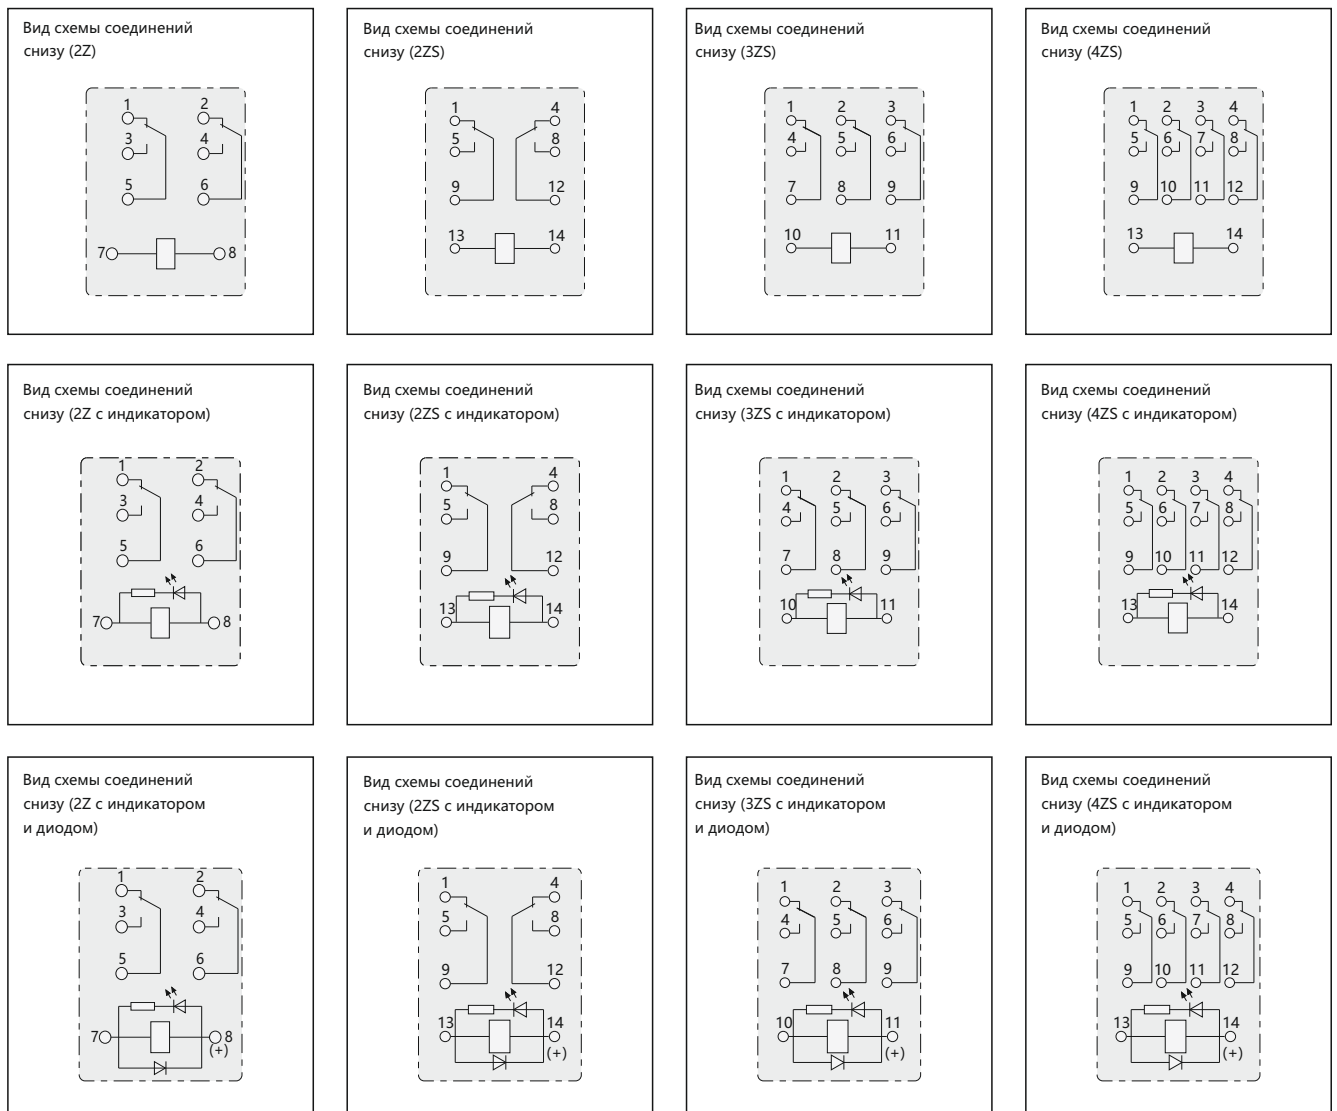 Вид схемы соединений
снизу (2Z)
1 2
3 4
5 6
7 8
Вид схемы соединений
снизу (2ZS)
1 4
5 8
9 12
13 14
Вид схемы соединений
снизу (3ZS)
1 2 3
4 5 6
7 8 9
10 11
Вид схемы соединений
снизу (4ZS)
1 2 3 4
5 6 7 8
9 10 11 12
13 14
Вид схемы соединений
снизу (2Z с индикатором)
1 2
3 4
5 6
7 8
Вид схемы соединений
снизу (2ZS с индикатором)
1 4
5 8
9 12
13 14
Вид схемы соединений
снизу (3ZS с индикатором)
1 2 3
4 5 6
7 8 9
10 11
Вид схемы соединений
снизу (4ZS с индикатором)
1 2 3 4
5 6 7 8
9 10 11 12
13 14
Вид схемы соединений
снизу (2Z с индикатором
и диодом)
1 2
3 4
5 6
7 8
(+)
Вид схемы соединений
снизу (2ZS с индикатором
и диодом)
1 4
5 8
9 12
13 14
(+)
Вид схемы соединений
снизу (3ZS с индикатором
и диодом)
1 2 3
4 5 6
7 8 9
10 11
(+)
Вид схемы соединений
снизу (4ZS с индикатором
и диодом)
1 2 3 4
5 6 7 8
9 10 11 12
13 14
(+)